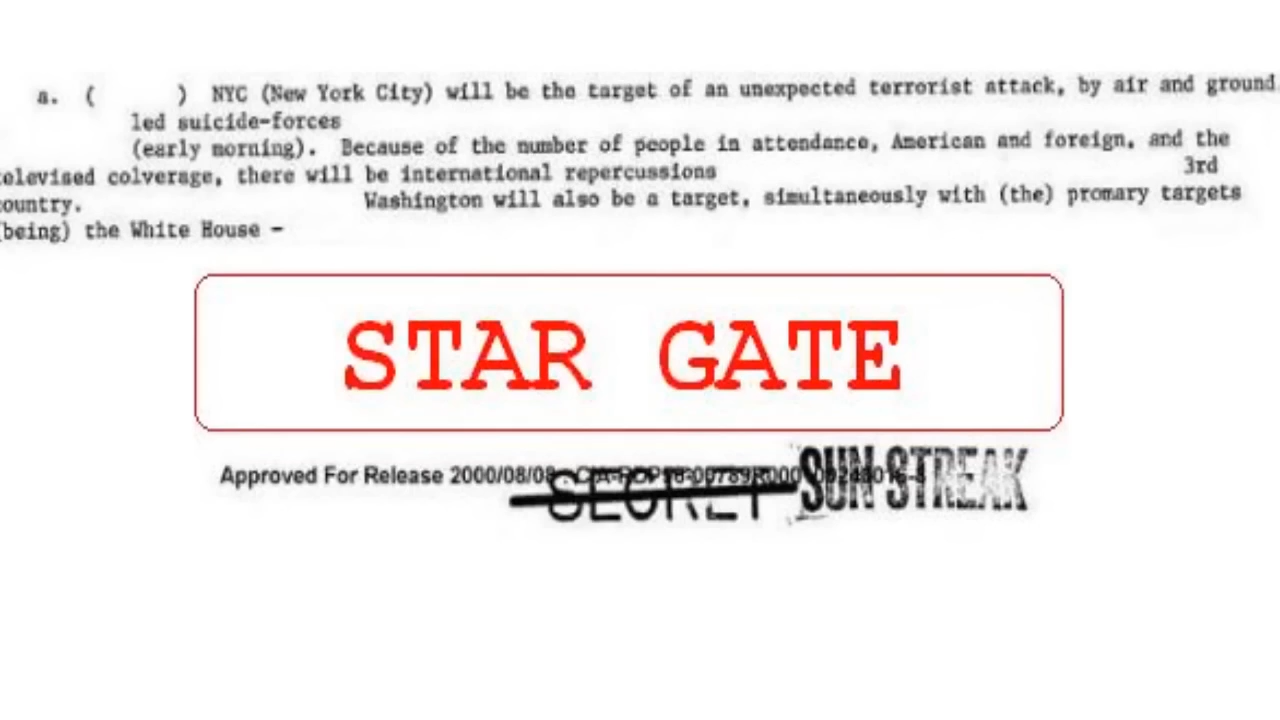 a. ( ) NYC (New York City) will be the target of an unexpected terrorist attack, by air and ground
led suicide-forces
(early morning). Because of the number of people in attendance, American and foreign, and the
elevised colverage, there will be international repercussions 3rd
ountry. Washington will also be a target, simultaneously with (the) promary targets
being) the White House -
STAR GATE
Approved For Release 2000/08/08
SECRET SUN STREAK